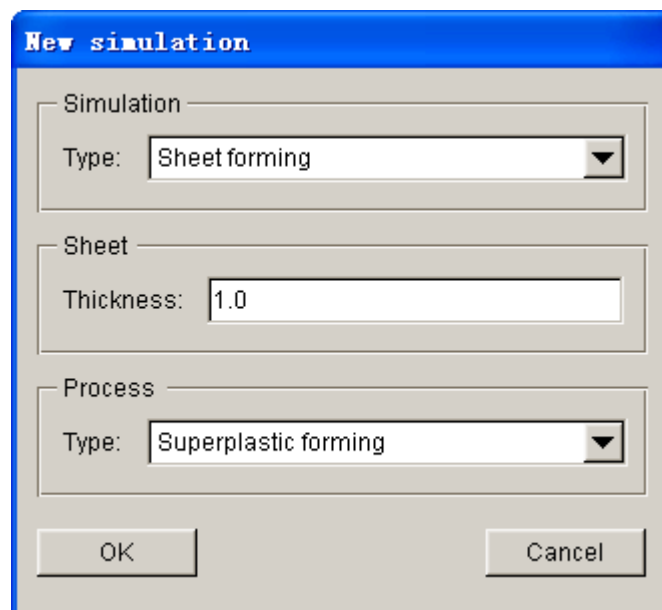 New simulation
Simulation
Type: Sheet forming
Sheet
Thickness: 1.0
Process
Type: Superplastic forming
OK Cancel